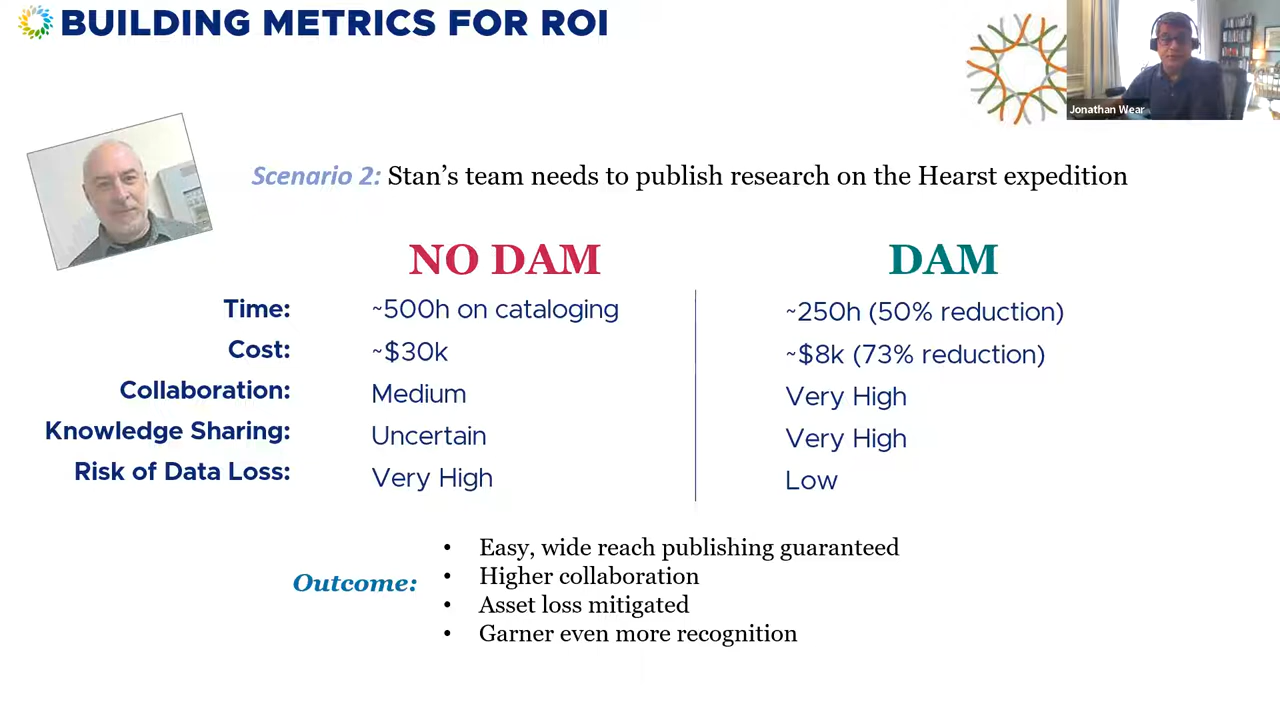 BUILDING METRICS FOR ROI
Jonathan Wear
Scenario 2: Stan’s team needs to publish research on the Hearst expedition
NO DAM
DAM
Time: ~500h on cataloging ~250h (50% reduction)
Cost: ~$30k ~$8k (73% reduction)
Collaboration: Medium Very High
Knowledge Sharing: Uncertain Very High
Risk of Data Loss: Very High Low
Outcome:
• Easy, wide reach publishing guaranteed
• Higher collaboration
• Asset loss mitigated
• Garner even more recognition